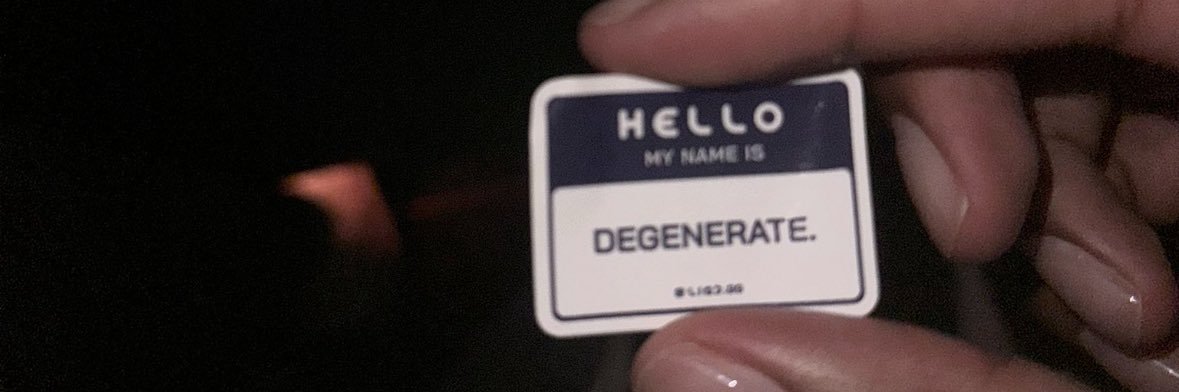 HELLO
MY NAME IS
DEGENERATE.